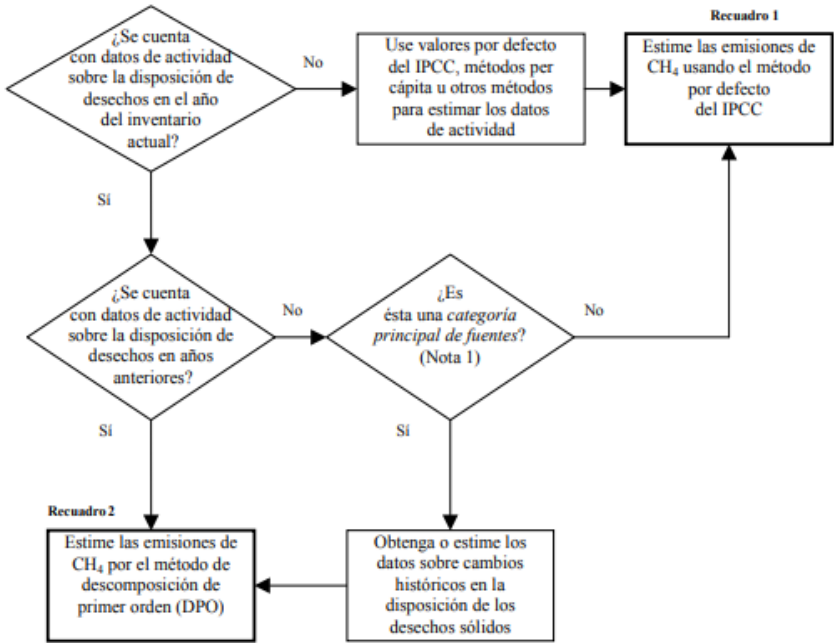 ¿Se cuenta
con datos de actividad
sobre la disposición de
desechos en el año
del inventario
actual?
No
Use valores por defecto
del IPCC, métodos per
cápita u otros métodos
para estimar los datos
de actividad
Recuadro 1
Estime las emisiones de
CH₄ usando el método
por defecto
del IPCC
Sí
¿Se cuenta
con datos de actividad
sobre la disposición de
desechos en años
anteriores?
No
¿Es
ésta una categoría
principal de fuentes?
(Nota 1)
No
Sí
Sí
Recuadro 2
Estime las emisiones de
CH₄ por el método de
descomposición de
primer orden (DPO)
Obtenga o estime los
datos sobre cambios
históricos en la
disposición de los
desechos sólidos